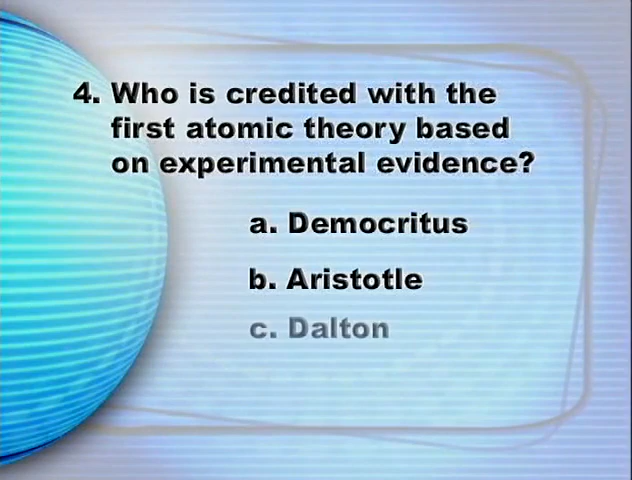 4. Who is credited with the
first atomic theory based
on experimental evidence?
a. Democritus
b. Aristotle
c. Dalton